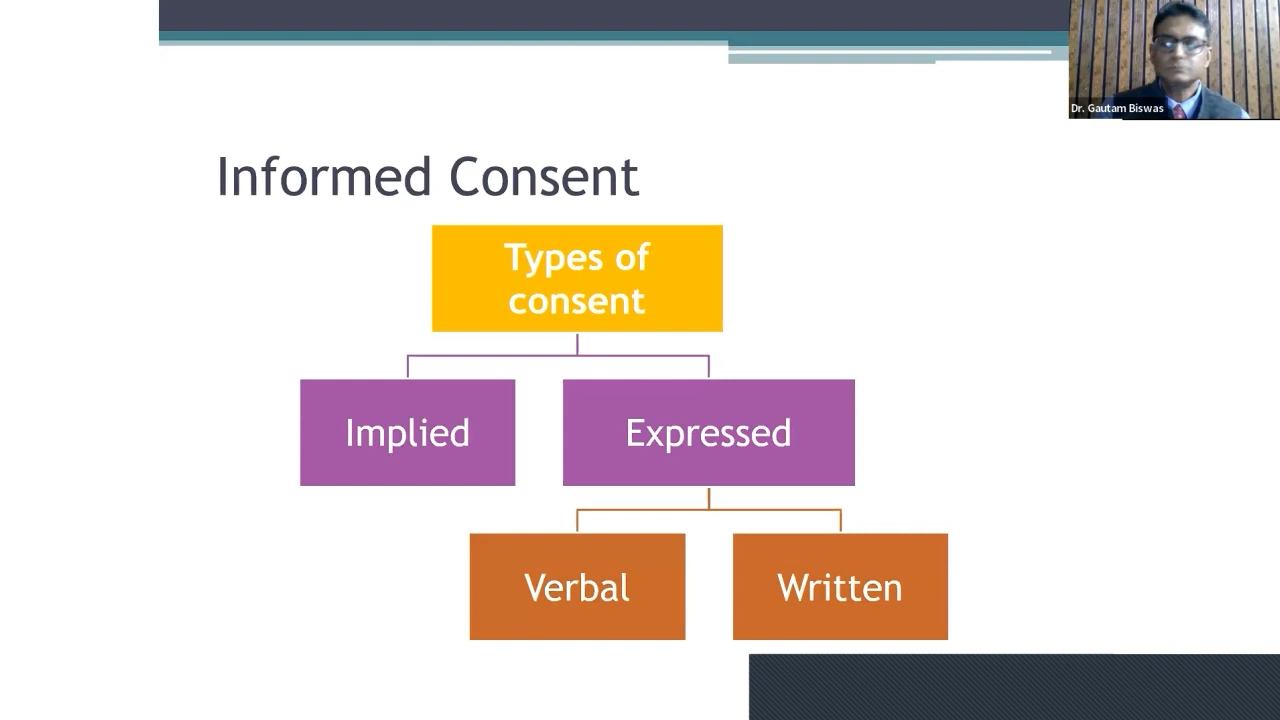 Dr. Gautam Biswas
Informed Consent
Types of
consent
Implied
Expressed
Verbal
Written